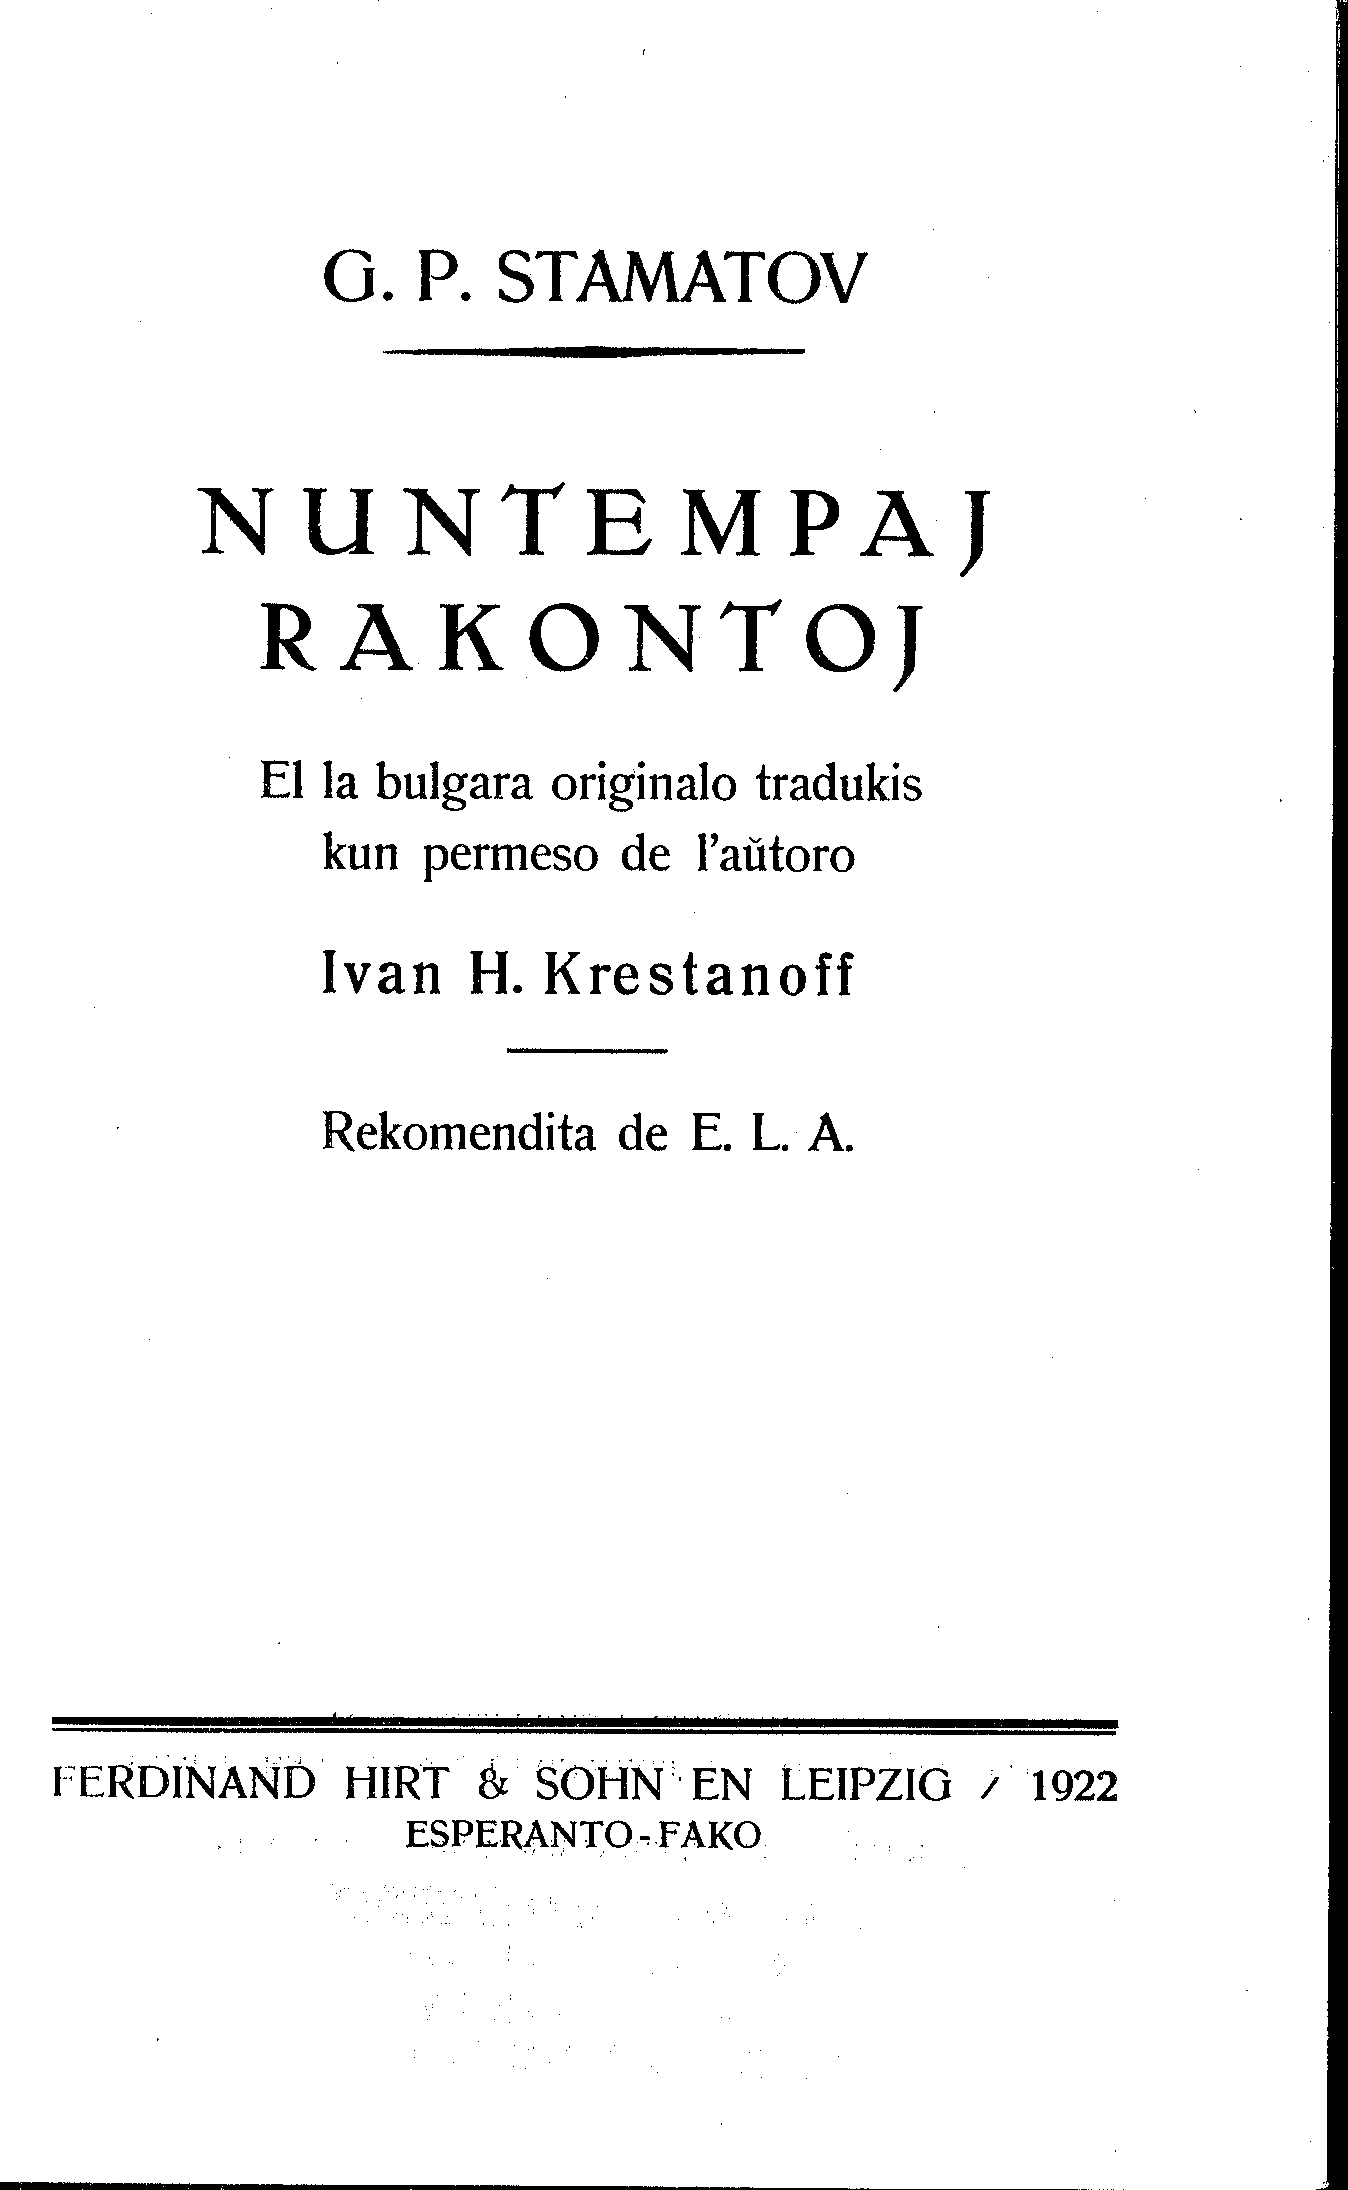 G. P. STAMATOV
NUNTEMPAJ
RAKONTOJ
El la bulgara originalo tradukis
kun permeso de l'aŭtoro
Ivan H. Krestanoff
Rekomendita de E. L. A.
FERDINAND HIRT & SOHN EN LEIPZIG / 1922
ESPERANTO-FAKO